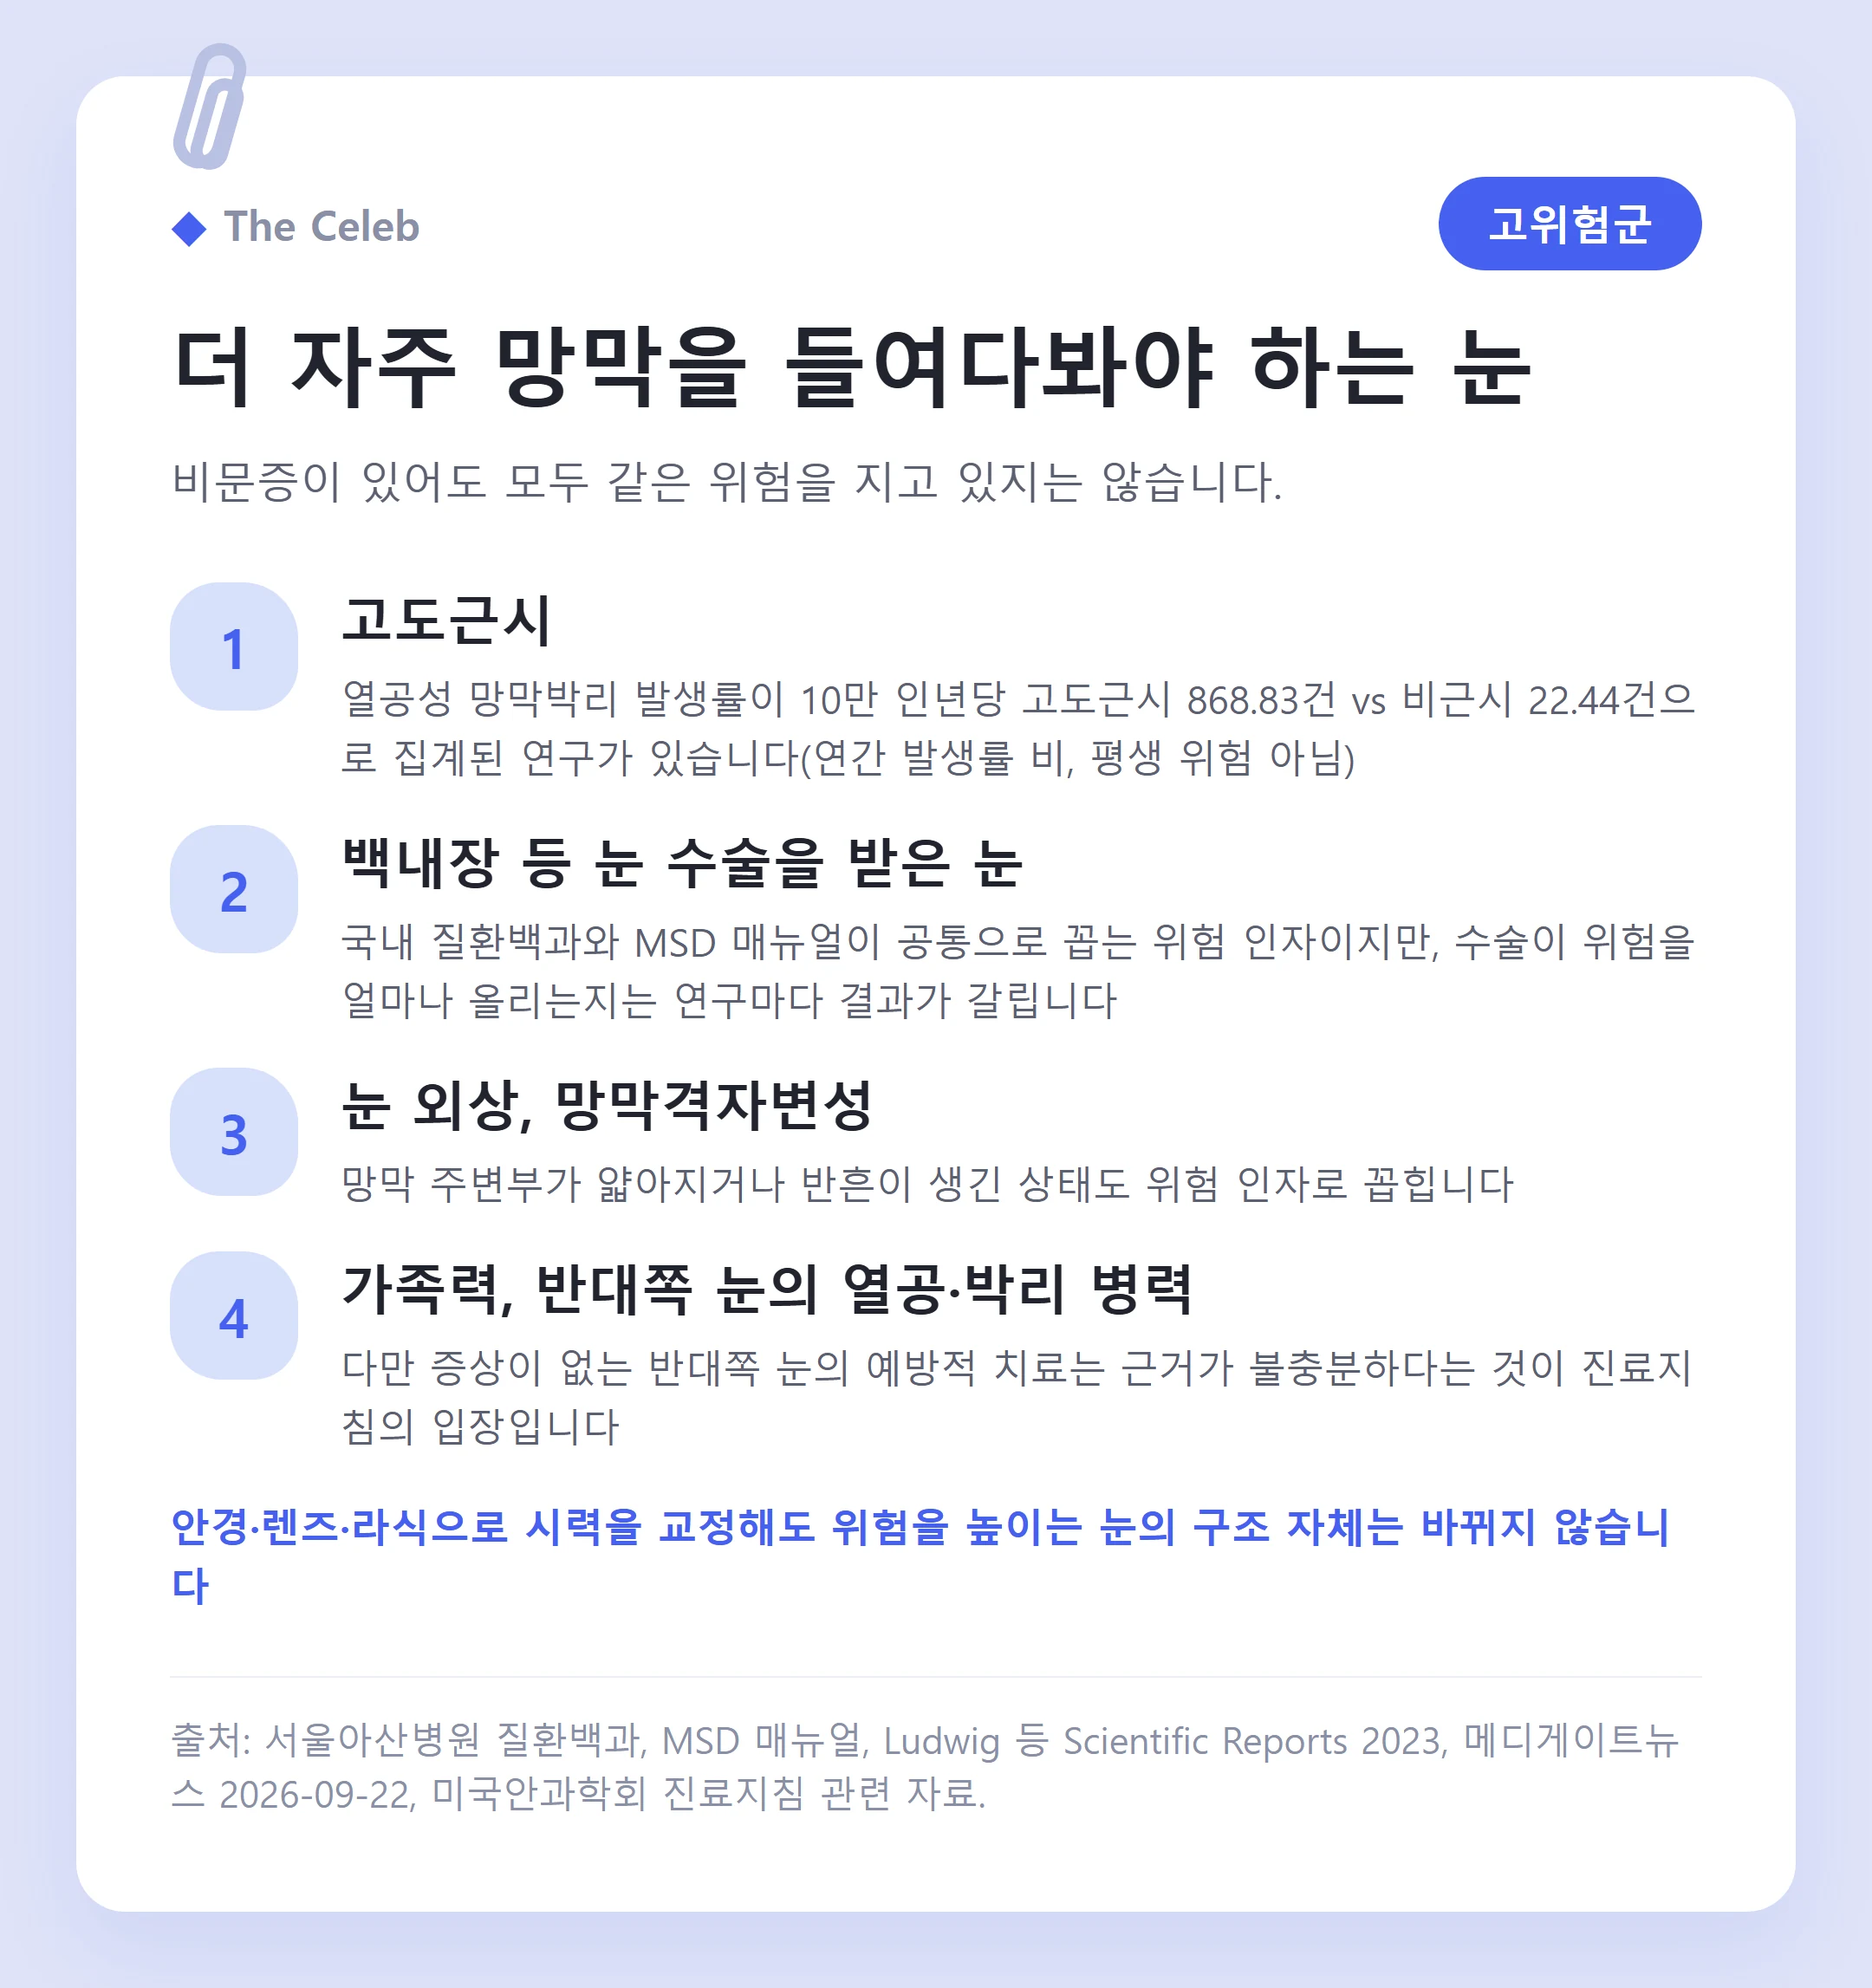 ◆ The Celeb
고위험군
더 자주 망막을 들여다봐야 하는 눈
비문증이 있어도 모두 같은 위험을 지고 있지는 않습니다.
1
고도근시
열공성 망막박리 발생률이 10만 인년당 고도근시 868.83건 vs 비근시 22.44건으
로 집계된 연구가 있습니다(연간 발생률 비, 평생 위험 아님)
2
백내장 등 눈 수술을 받은 눈
국내 질환백과와 MSD 매뉴얼이 공통으로 꼽는 위험 인자이지만, 수술이 위험을
얼마나 올리는지는 연구마다 결과가 갈립니다
3
눈 외상, 망막격자변성
망막 주변부가 얇아지거나 반흔이 생긴 상태도 위험 인자로 꼽힙니다
4
가족력, 반대쪽 눈의 열공·박리 병력
다만 증상이 없는 반대쪽 눈의 예방적 치료는 근거가 불충분하다는 것이 진료지
침의 입장입니다
안경·렌즈·라식으로 시력을 교정해도 위험을 높이는 눈의 구조 자체는 바뀌지 않습니
다
출처: 서울아산병원 질환백과, MSD 매뉴얼, Ludwig 등 Scientific Reports 2023, 메디게이트뉴
스 2026-09-22, 미국안과학회 진료지침 관련 자료.